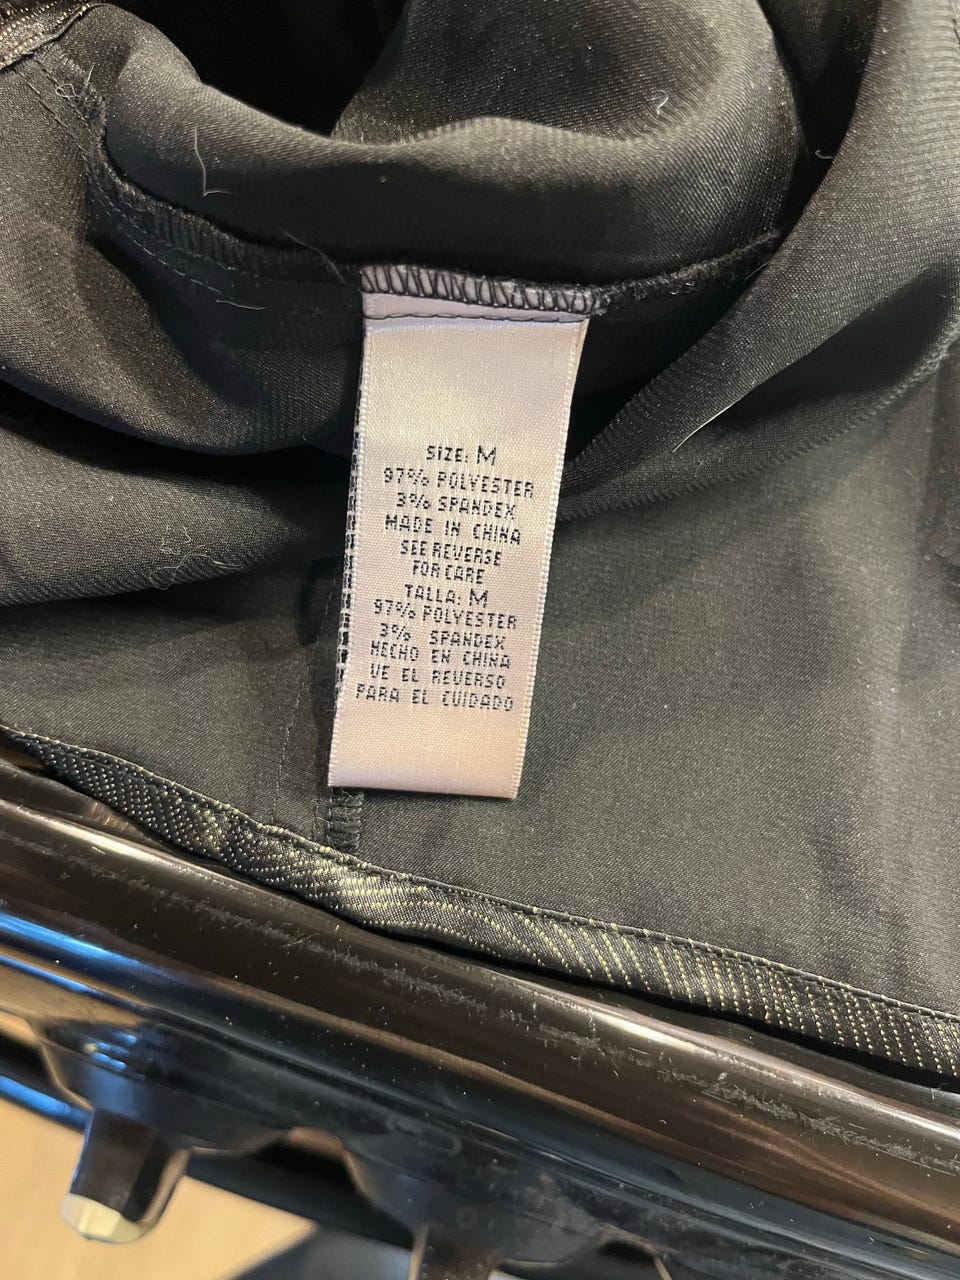 SIZE: M
97% POLYESTER
3% SPANDEX
MADE IN CHINA
SEE REVERSE
FOR CARE
TALLA: M
97% POLYESTER
3% SPANDEX
HECHO EN CHINA
VE EL REVERSO
PARA EL CUIDADO